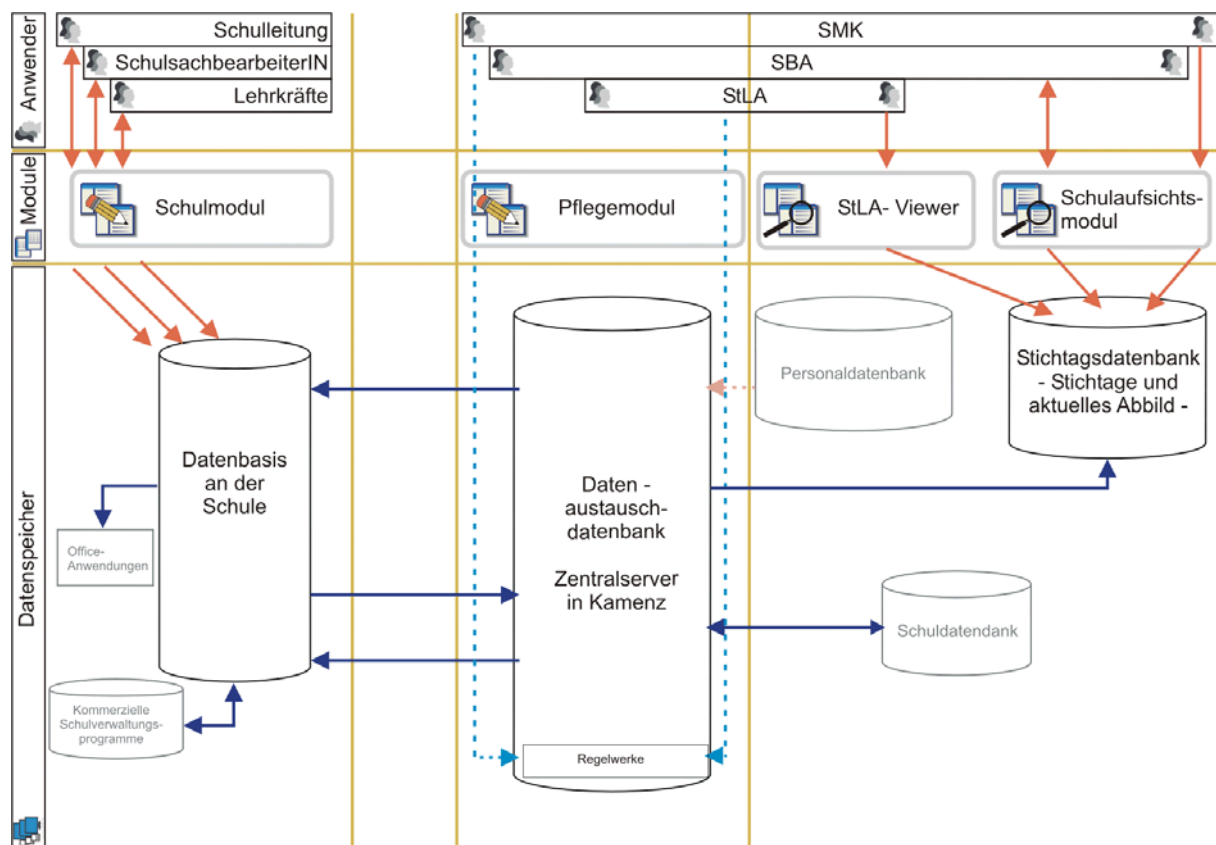 Anwender
Schulleitung
SchulsachbearbeiterIN
Lehrkräfte
SMK
SBA
StLA
Module
Schulmodul
Pflegemodul
StLA- Viewer
Schulaufsichts-
modul
Datenspeicher
Datenbasis
an der
Schule
Office-
Anwendungen
Kommerzielle
Schulverwaltungs-
programme
Daten -
austausch-
datenbank
Zentralserver
in Kamenz
Regelwerke
Personaldatenbank
Stichtagsdatenbank
- Stichtage und
aktuelles Abbild -
Schuldatendank